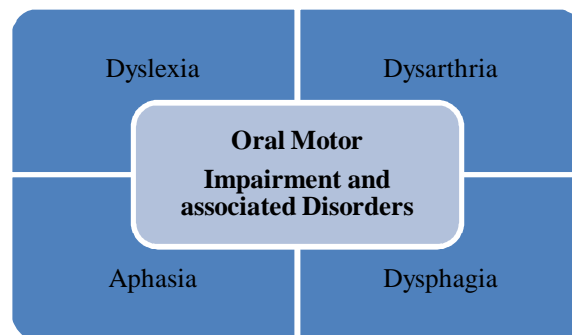 Dyslexia
Dysarthria
Oral Motor
Impairment and
associated Disorders
Aphasia
Dysphagia